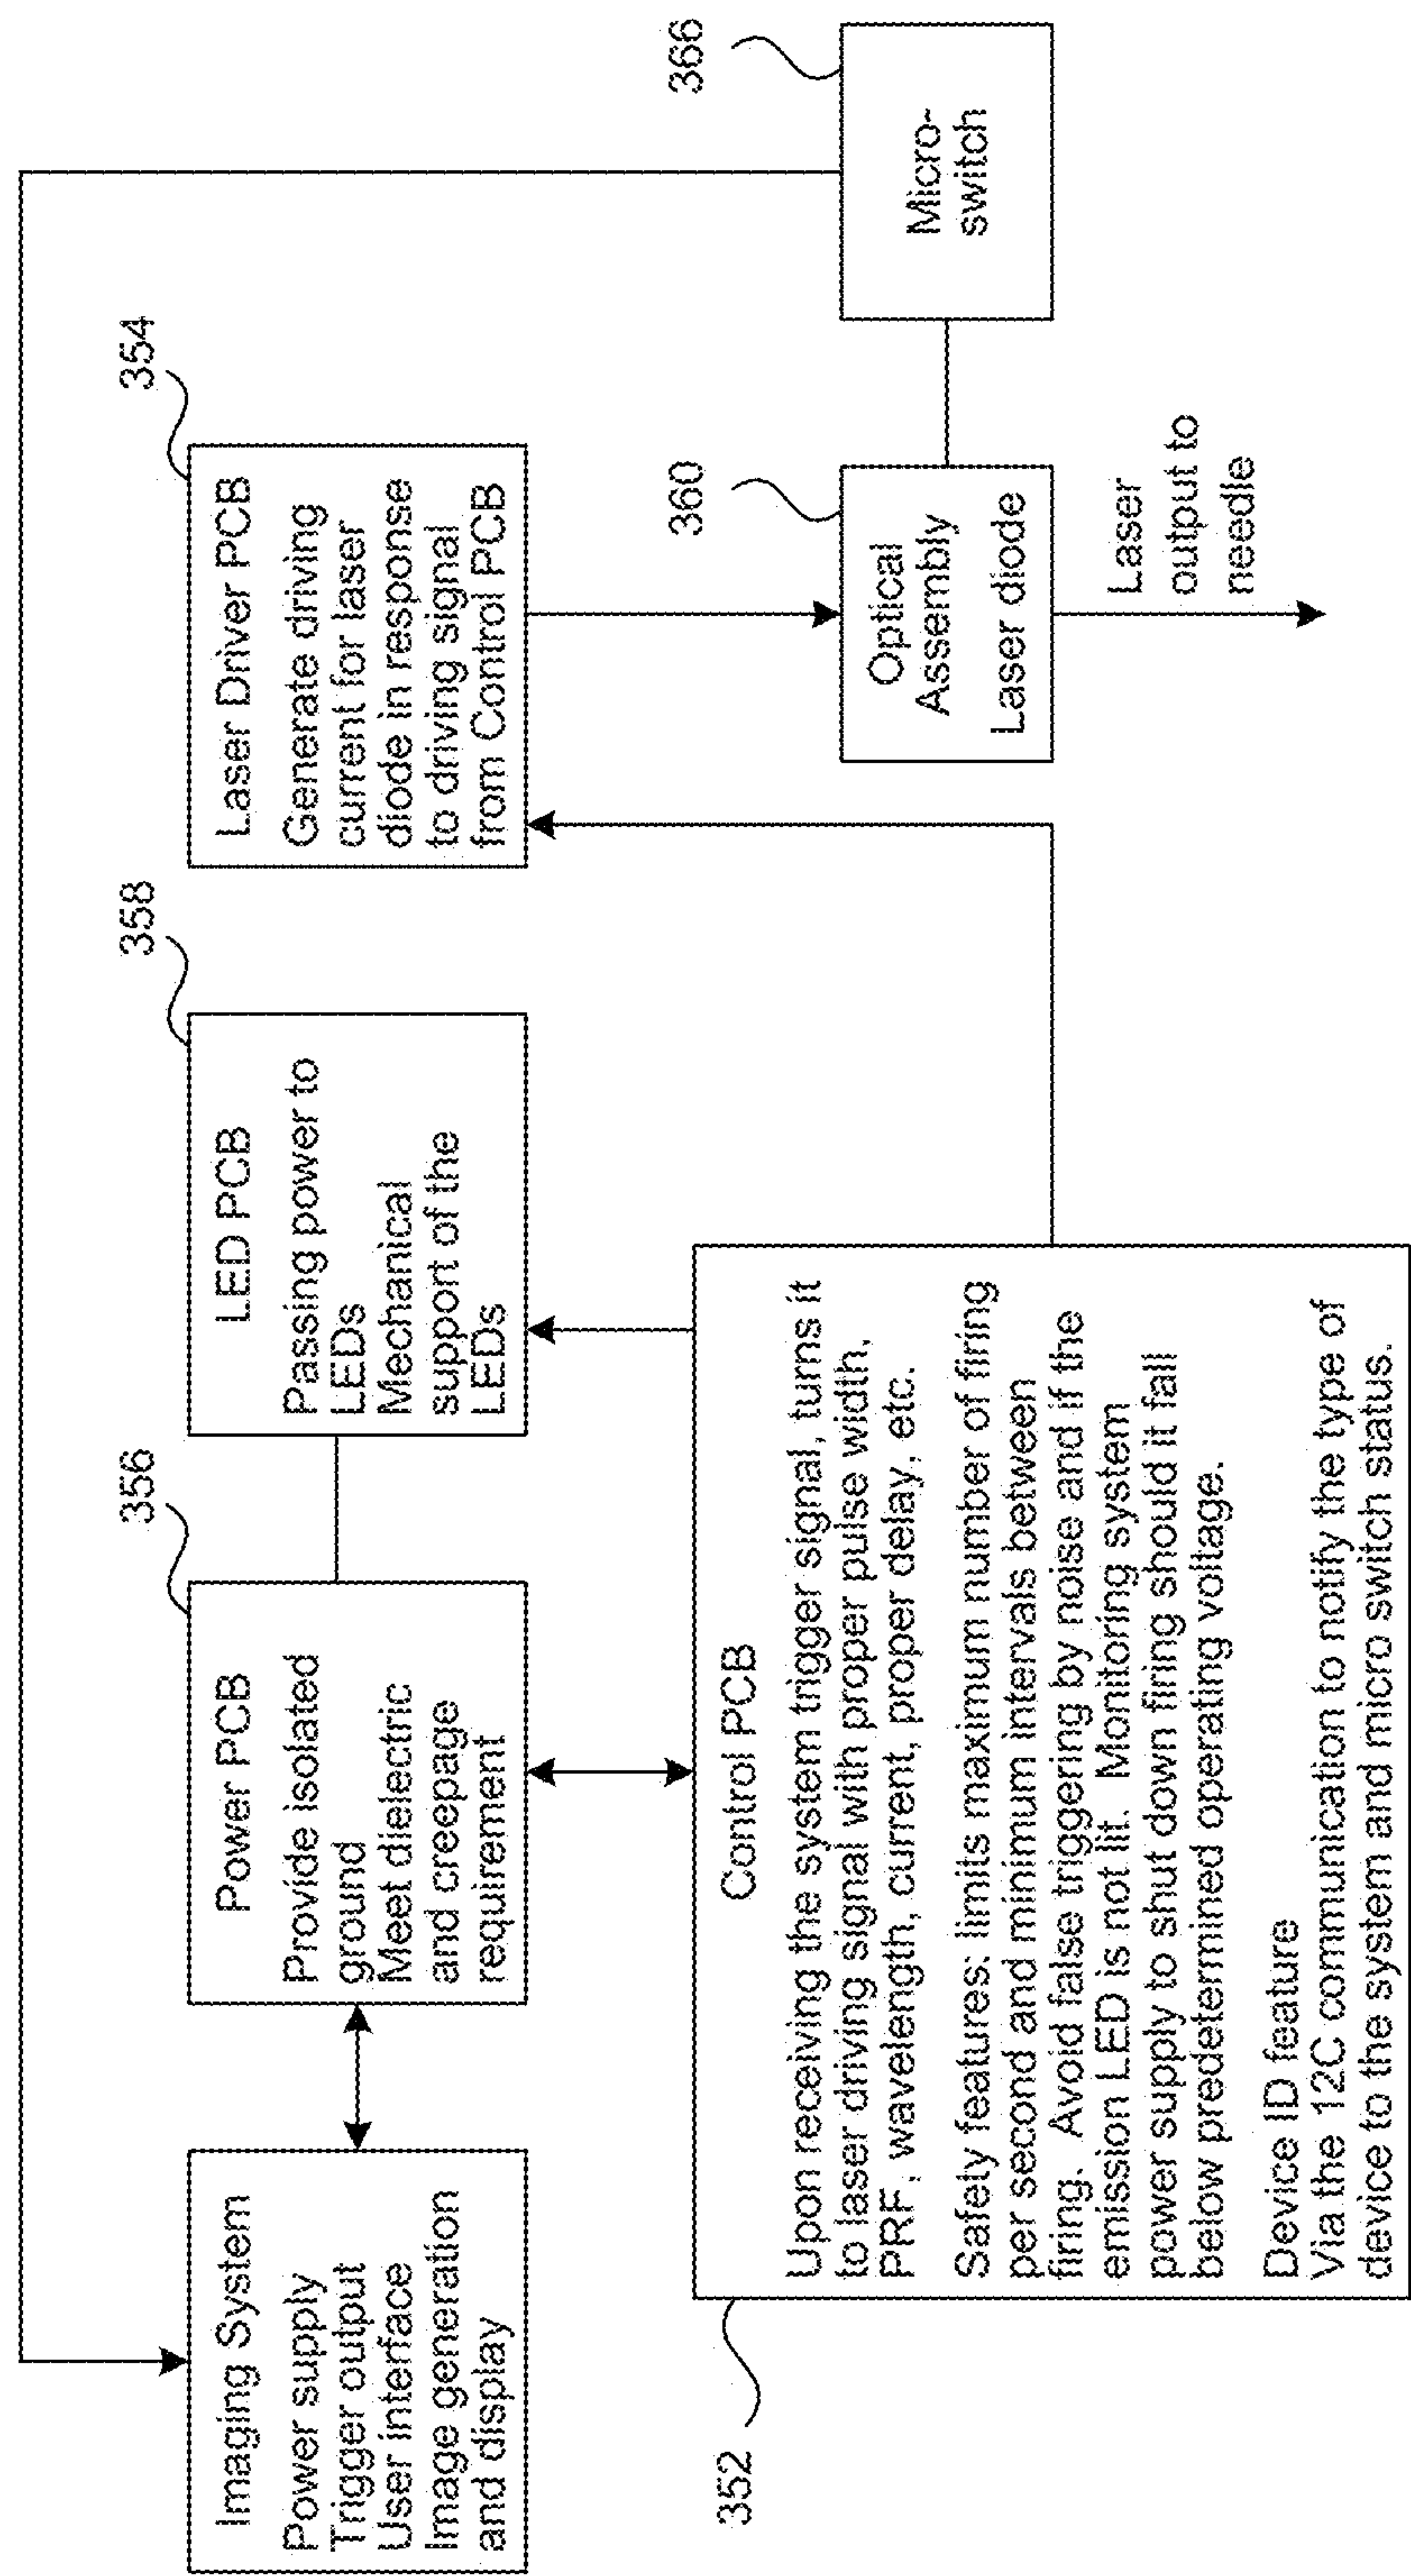 Imaging System
Power supply
Trigger output
User interface
Image generation
and display
356
Power PCB
Provide isolated
ground
Meet dielectric
and creepage
requirement
358
LED PCB
Passing power to
LEDs
Mechanical
support of the
LEDs
354
Laser Driver PCB
Generate driving
current for laser
diode in response
to driving signal
from Control PCB
352
Control PCB
Upon receiving the system trigger signal, turns it
to laser driving signal with proper pulse width,
PRF, wavelength, current, proper delay, etc.
Safety features: limits maximum number of firing
per second and minimum intervals between
firing. Avoid false triggering by noise and if the
emission LED is not lit. Monitoring system
power supply to shut down firing should it fall
below predetermined operating voltage.
Device ID feature
Via the 12C communication to notify the type of
device to the system and micro switch status.
360
Optical
Assembly
Laser diode
Laser
output to
needle
366
Micro-
switch